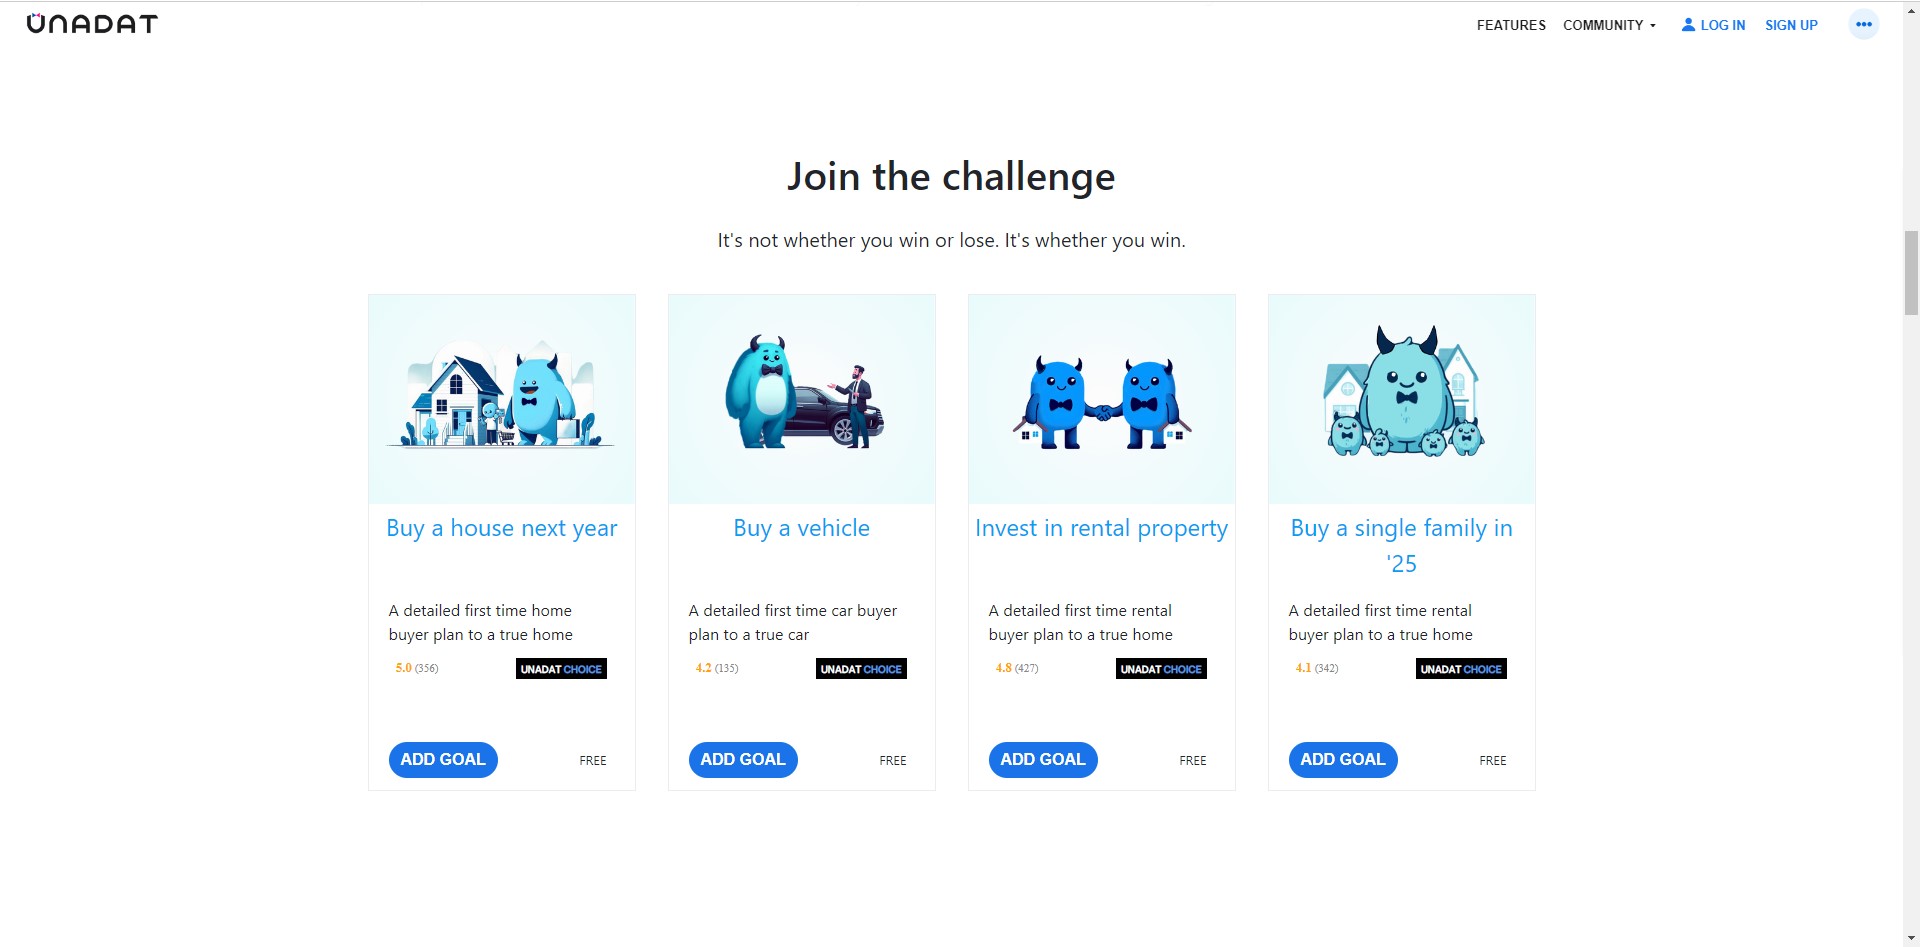 UNADAT
FEATURES COMMUNITY LOG IN SIGN UP
Join the challenge
It's not whether you win or lose. It's whether you win.
Buy a house next year
A detailed first time home
buyer plan to a true home
5.0 (356) UNADAT CHOICE
ADD GOAL FREE
Buy a vehicle
A detailed first time car buyer
plan to a true car
4.2 (135) UNADAT CHOICE
ADD GOAL FREE
Invest in rental property
A detailed first time rental
buyer plan to a true home
4.8 (427) UNADAT CHOICE
ADD GOAL FREE
Buy a single family in
'25
A detailed first time rental
buyer plan to a true home
4.1 (342) UNADAT CHOICE
ADD GOAL FREE